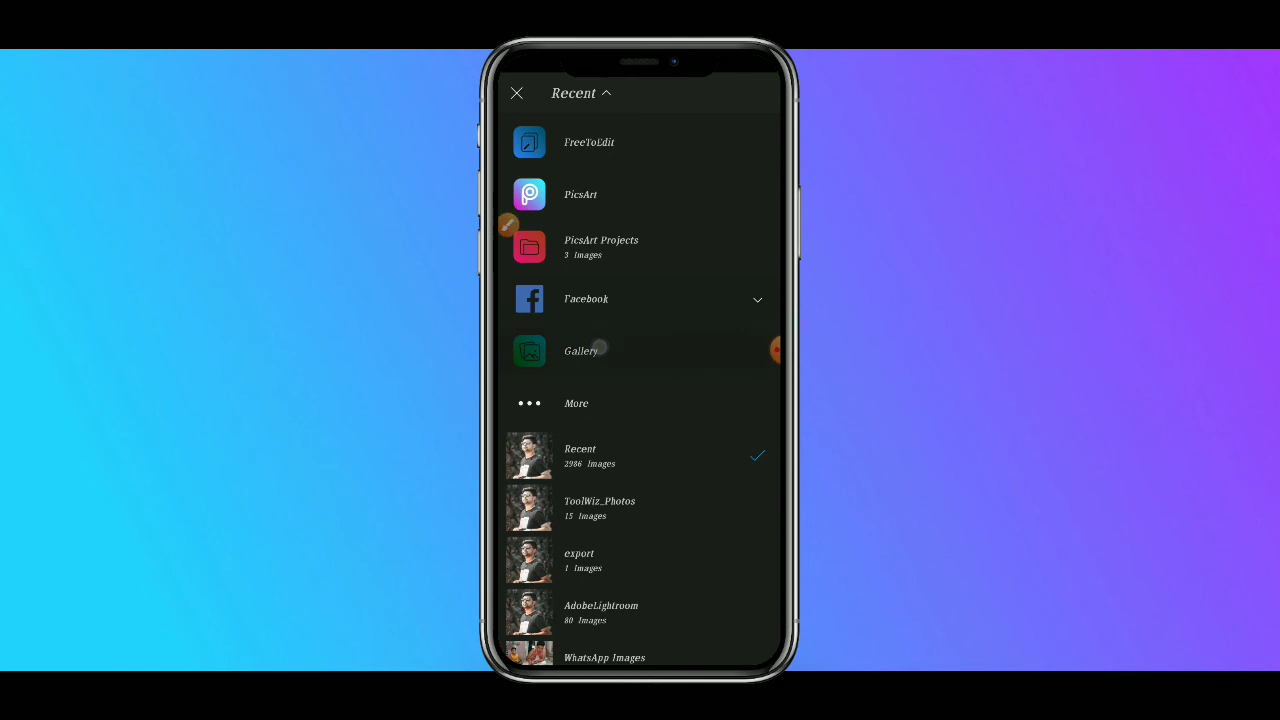 Recent
FreeToEdit
PicsArt
PicsArt Projects
3 Images
Facebook
Gallery
More
Recent
2986 Images
ToolWiz_Photos
15 Images
export
1 Images
AdobeLightroom
80 Images
WhatsApp Images